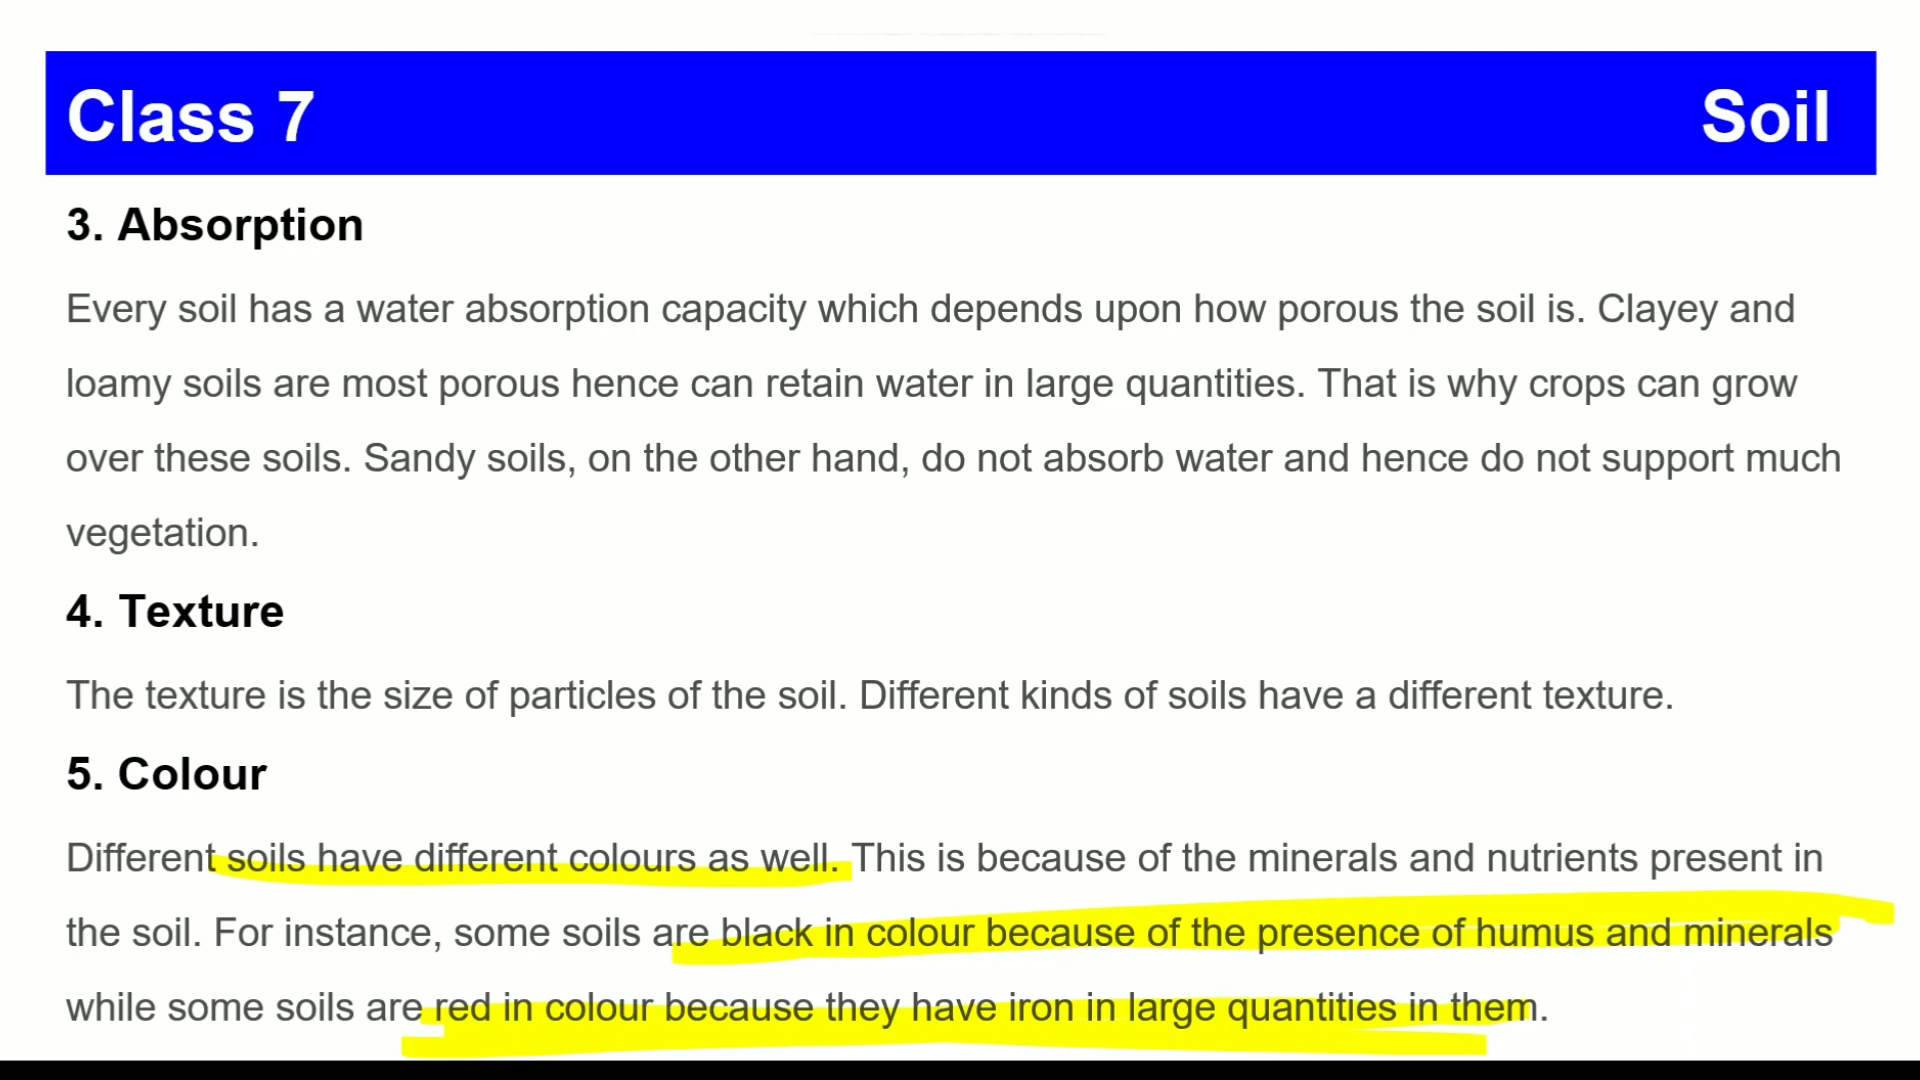 Class 7 Soil
3. Absorption
Every soil has a water absorption capacity which depends upon how porous the soil is. Clayey and
loamy soils are most porous hence can retain water in large quantities. That is why crops can grow
over these soils. Sandy soils, on the other hand, do not absorb water and hence do not support much
vegetation.
4. Texture
The texture is the size of particles of the soil. Different kinds of soils have a different texture.
5. Colour
Different soils have different colours as well. This is because of the minerals and nutrients present in
the soil. For instance, some soils are black in colour because of the presence of humus and minerals
while some soils are red in colour because they have iron in large quantities in them.